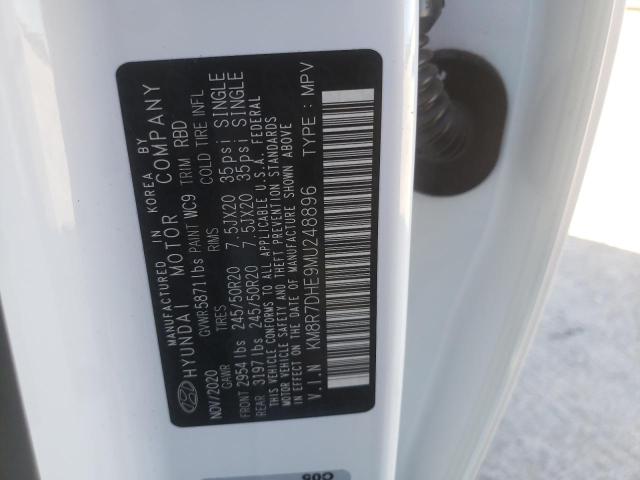 MANUFACTURED IN KOREA BY
HYUNDAI MOTOR COMPANY
NOV/2020 GVWR 5871 lbs PAINT WC9 TRIM RBD
GAWR TIRES RIMS COLD TIRE INFL
FRONT 2954 lbs 245/50R20 7.5JX20 35psi SINGLE
REAR 3197 lbs 245/50R20 7.5JX20 35psi SINGLE
THIS VEHICLE CONFORMS TO ALL APPLICABLE U.S.A. FEDERAL
MOTOR VEHICLE SAFETY AND THEFT PREVENTION STANDARDS
IN EFFECT ON THE DATE OF MANUFACTURE SHOWN ABOVE
V.I.N KM8R7DHE9MU248896 TYPE : MPV